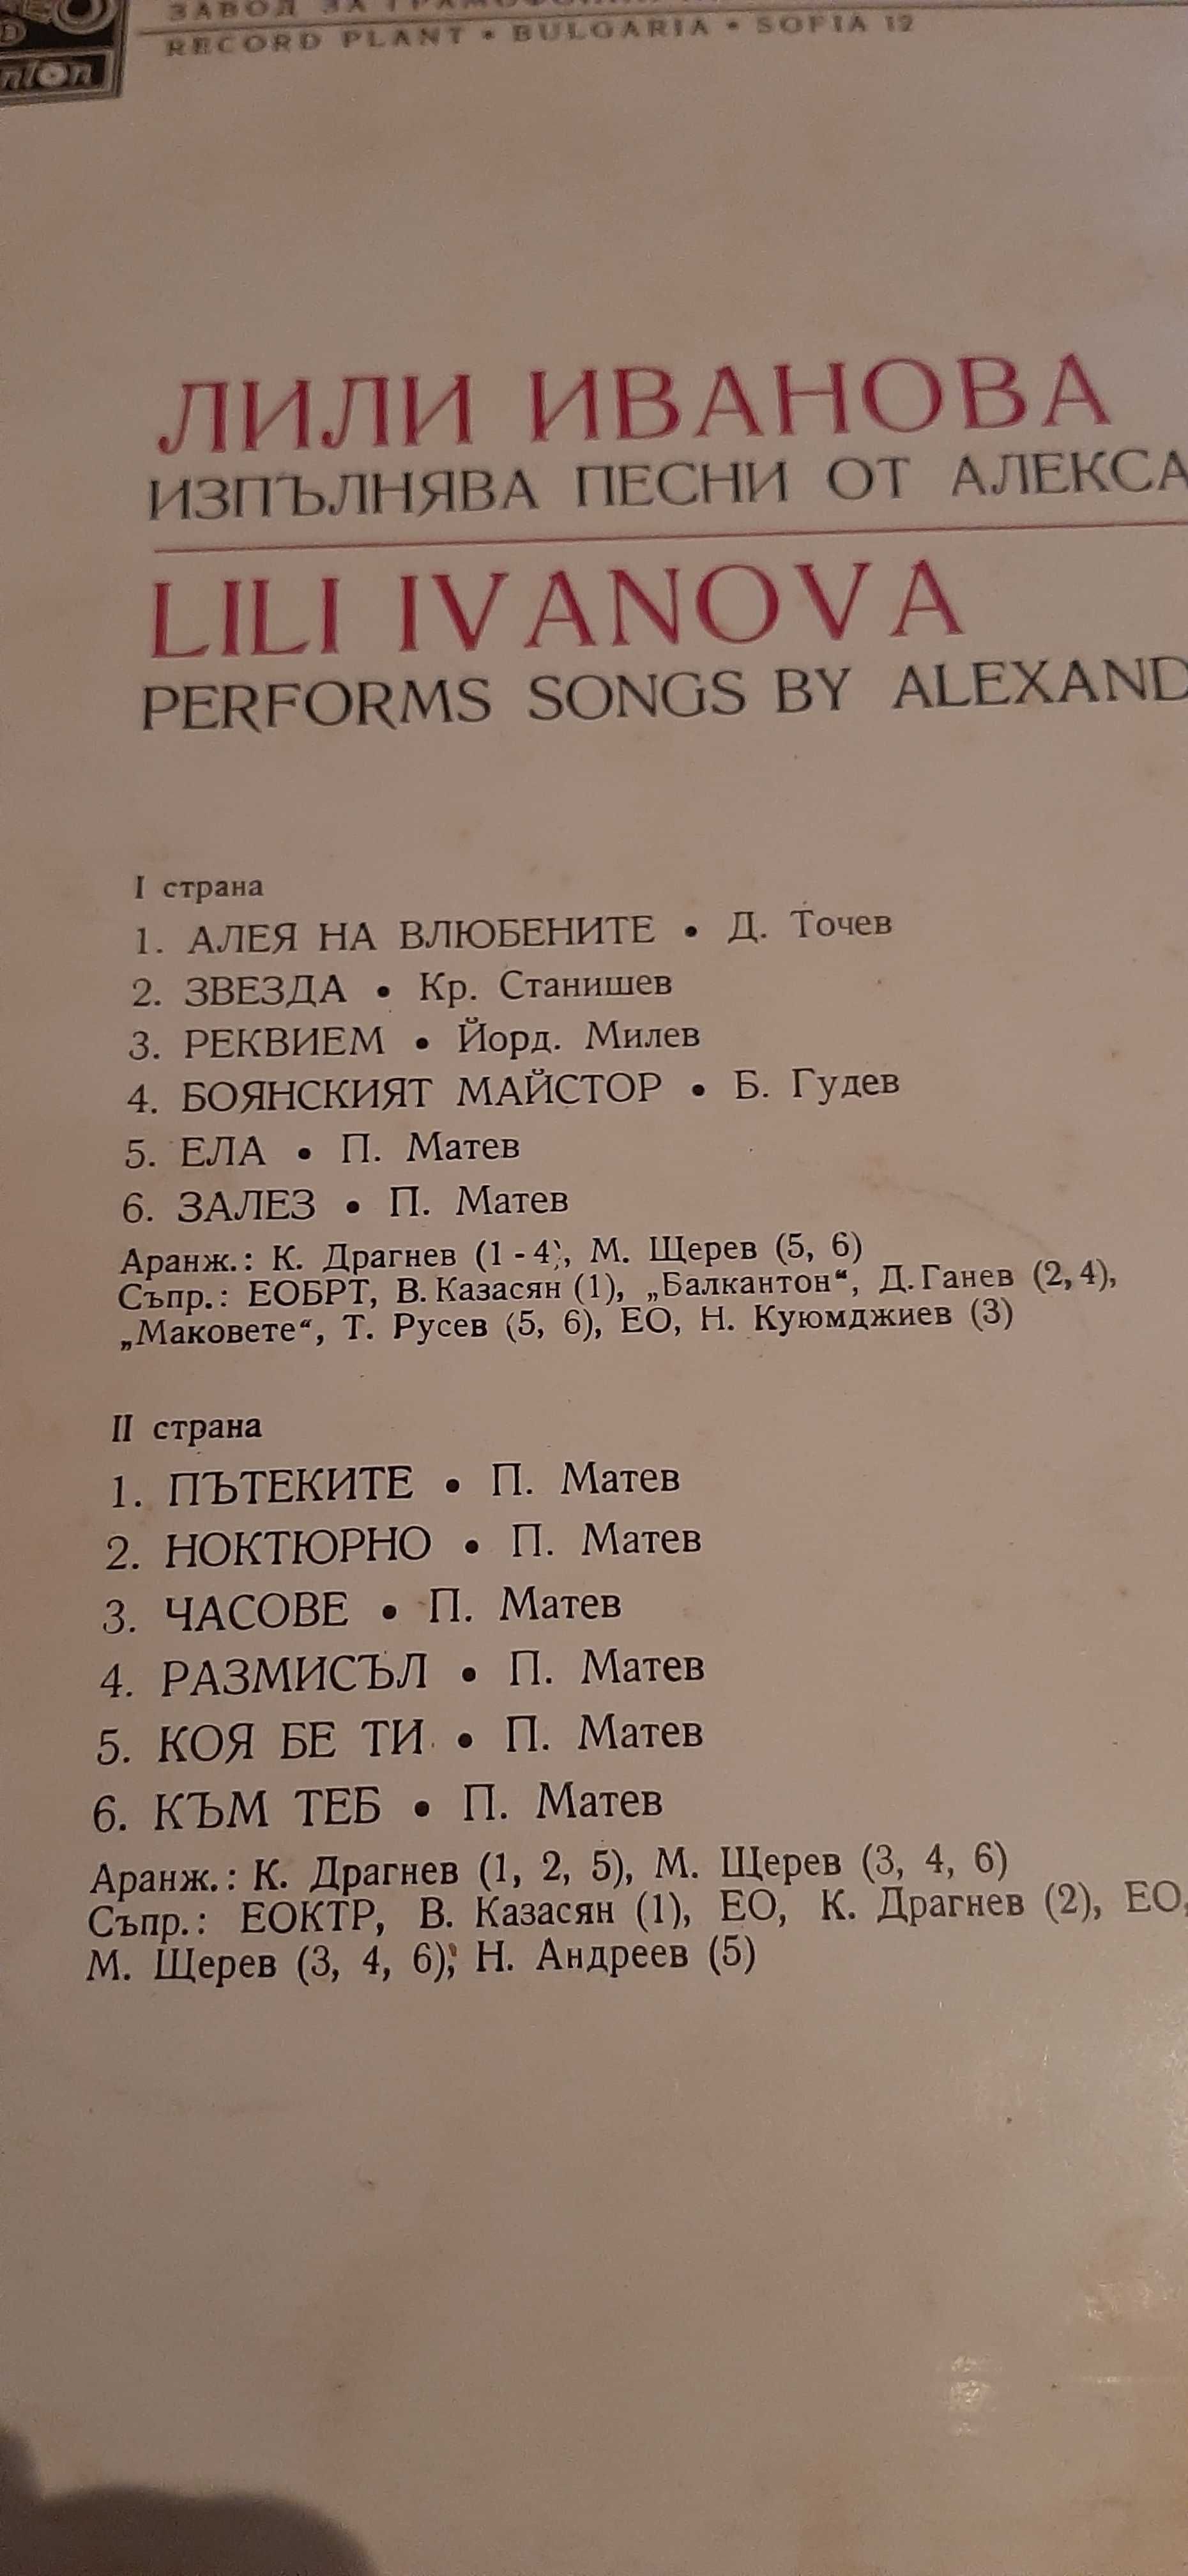 ЗАВОД ЗА
RECORD PLANT • BULGARIA • SOFIA 12
ЛИЛИ ИВАНОВА
ИЗПЪЛНЯВА ПЕСНИ ОТ АЛЕКСА
LILI IVANOVA
PERFORMS SONGS BY ALEXAND
I страна
1. АЛЕЯ НА ВЛЮБЕНИТЕ • Д. Точев
2. ЗВЕЗДА • Кр. Станишев
3. РЕКВИЕМ • Йорд. Милев
4. БОЯНСКИЯТ МАЙСТОР • Б. Гудев
5. ЕЛА • П. Матев
6. ЗАЛЕЗ • П. Матев
Аранж.: К. Драгнев (1 - 4), М. Щерев (5, 6)
Съпр.: ЕОБРТ, В. Казасян (1), „Балкантон“, Д. Ганев (2, 4),
„Маковете“, Т. Русев (5, 6), ЕО, Н. Куюмджиев (3)
II страна
1. ПЪТЕКИТЕ • П. Матев
2. НОКТЮРНО • П. Матев
3. ЧАСОВЕ • П. Матев
4. РАЗМИСЪЛ • П. Матев
5. КОЯ БЕ ТИ • П. Матев
6. КЪМ ТЕБ • П. Матев
Аранж.: К. Драгнев (1, 2, 5), М. Щерев (3, 4, 6)
Съпр.: ЕОКТР, В. Казасян (1), ЕО, К. Драгнев (2), ЕО,
М. Щерев (3, 4, 6); Н. Андреев (5)